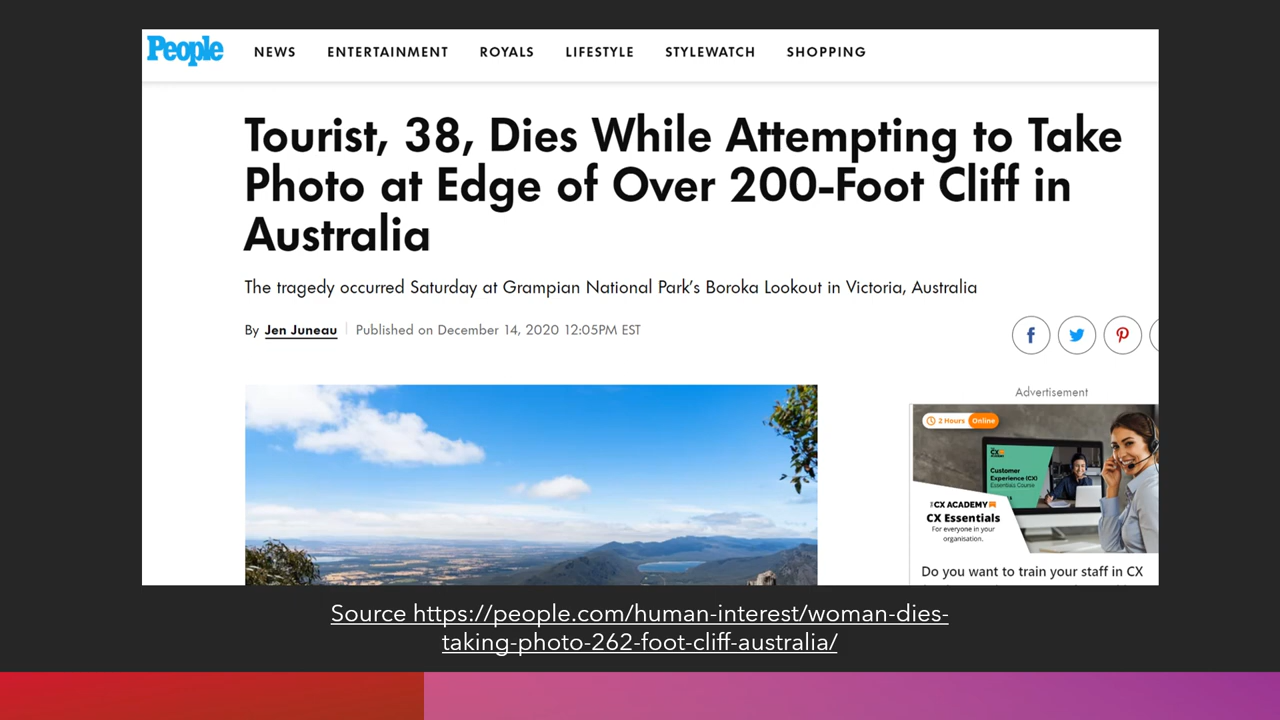 People NEWS ENTERTAINMENT ROYALS LIFESTYLE STYLEWATCH SHOPPING
Tourist, 38, Dies While Attempting to Take
Photo at Edge of Over 200-Foot Cliff in
Australia
The tragedy occurred Saturday at Grampian National Park's Boroka Lookout in Victoria, Australia
By Jen Juneau Published on December 14, 2020 12:05PM EST
Advertisement
2 Hours Online
CX
Customer
Experience (CX)
Essentials Course
THE CX ACADEMY
CX Essentials
For everyone in your
organisation.
Do you want to train your staff in CX
Source https://people.com/human-interest/woman-dies-
taking-photo-262-foot-cliff-australia/